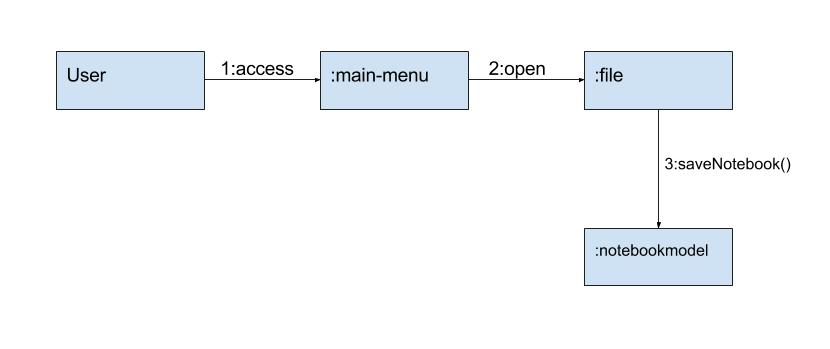 User
1:access
:main-menu
2:open
:file
3:saveNotebook()
:notebookmodel